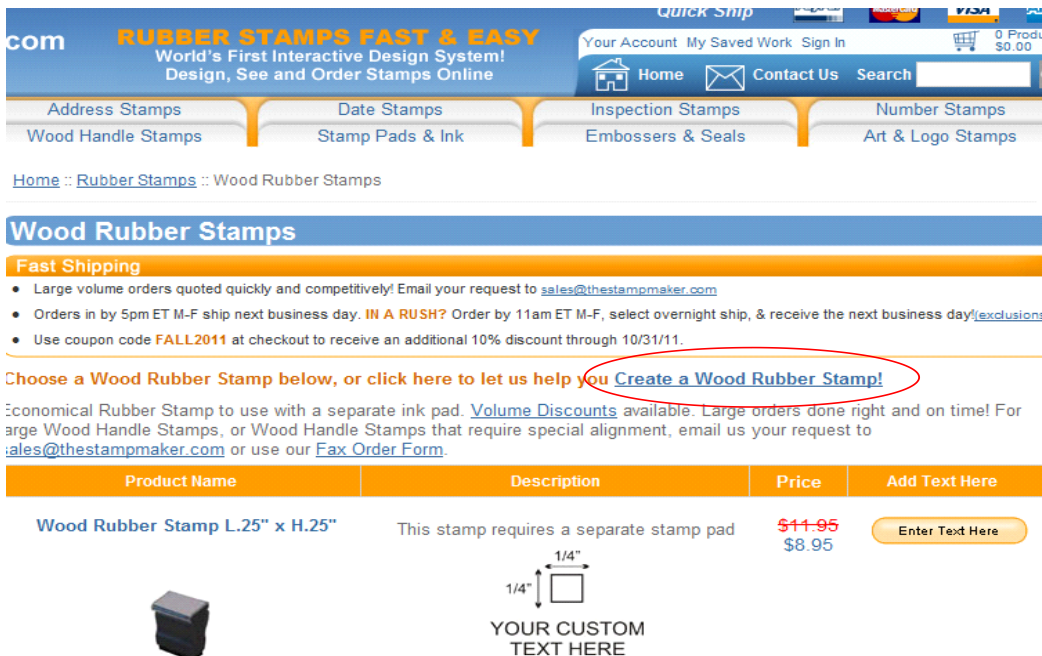 Quick Ship MasterCard VISA
com RUBBER STAMPS FAST & EASY
World's First Interactive Design System!
Design, See and Order Stamps Online
Your Account My Saved Work Sign In
0 Produ
$0.00
Home Contact Us Search
Address Stamps Date Stamps Inspection Stamps Number Stamps
Wood Handle Stamps Stamp Pads & Ink Embossers & Seals Art & Logo Stamps
Home :: Rubber Stamps :: Wood Rubber Stamps
Wood Rubber Stamps
Fast Shipping
• Large volume orders quoted quickly and competitively! Email your request to sales@thestampmaker.com
• Orders in by 5pm ET M-F ship next business day. IN A RUSH? Order by 11am ET M-F, select overnight ship, & receive the next business day!(exclusions
• Use coupon code FALL2011 at checkout to receive an additional 10% discount through 10/31/11.
Choose a Wood Rubber Stamp below, or click here to let us help you Create a Wood Rubber Stamp!
Economical Rubber Stamp to use with a separate ink pad. Volume Discounts available. Large orders done right and on time! For
arge Wood Handle Stamps, or Wood Handle Stamps that require special alignment, email us your request to
sales@thestampmaker.com or use our Fax Order Form.
Product Name Description Price Add Text Here
Wood Rubber Stamp L.25" x H.25" This stamp requires a separate stamp pad $11.95 Enter Text Here
$8.95
1/4"
1/4"
YOUR CUSTOM
TEXT HERE